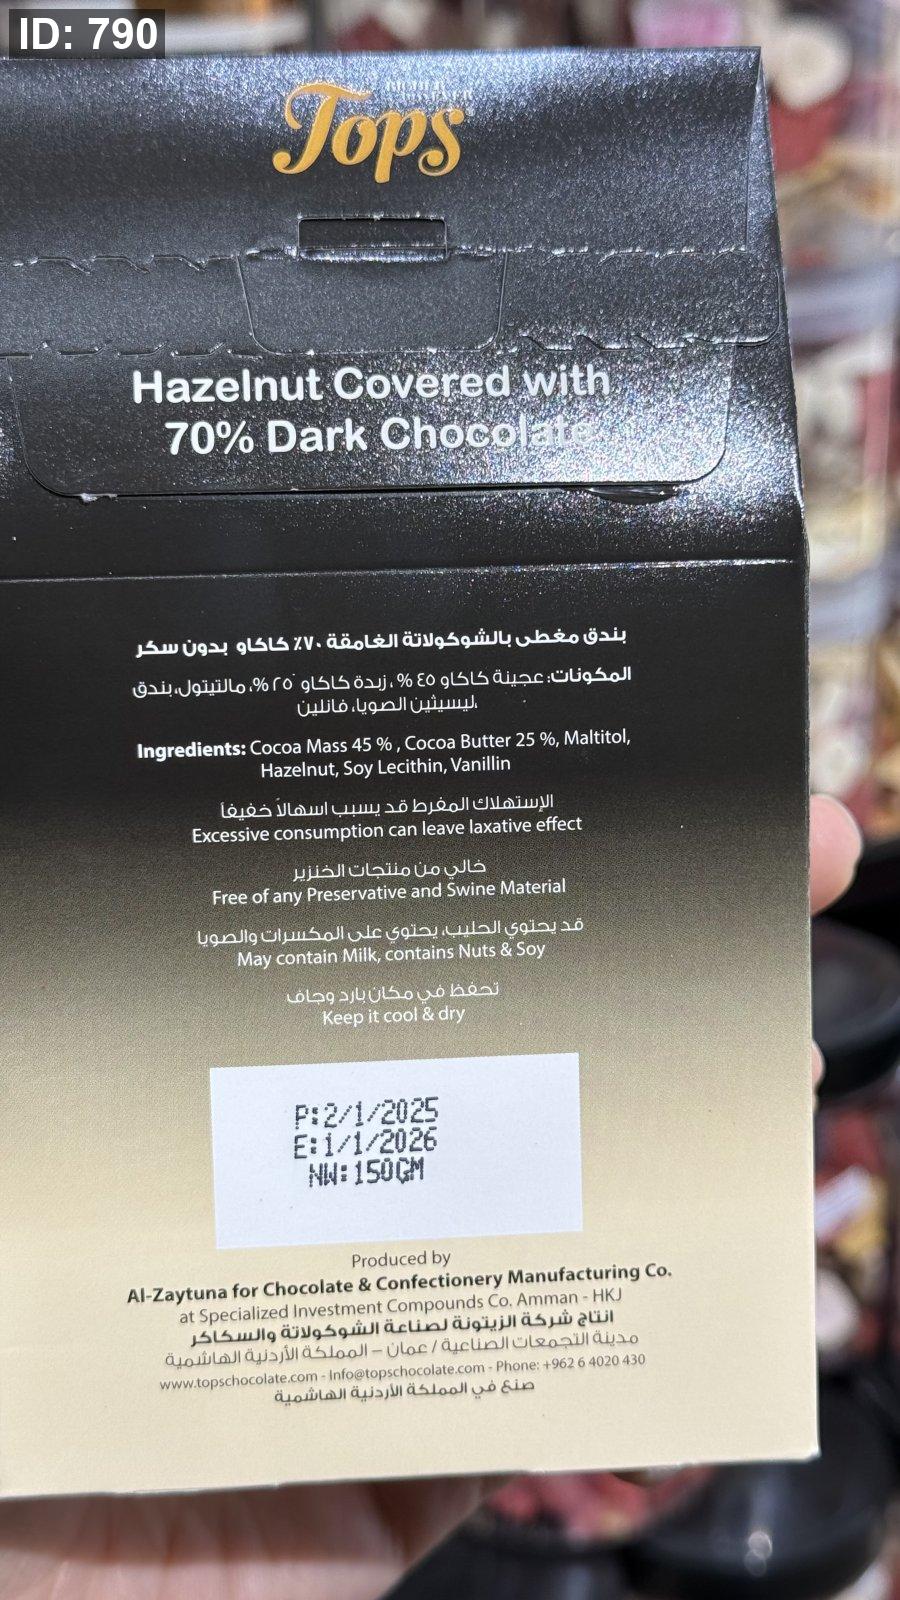 ID: 790
Tops
Hazelnut Covered with
70% Dark Chocolate
بندق مغطى بالشوكولاتة الغامقة ٧٠٪ كاكاو بدون سكر
المكونات: عجينة كاكاو ٤٥ %، زبدة كاكاو ٢٥ %، مالتيتول، بندق
،ليسيثين الصويا، فانلين
Ingredients: Cocoa Mass 45 % , Cocoa Butter 25 %, Maltitol,
Hazelnut, Soy Lecithin, Vanillin
الإستهلاك المفرط قد يسبب اسهالاً خفيفاً
Excessive consumption can leave laxative effect
خالي من منتجات الخنزير
Free of any Preservative and Swine Material
قد يحتوي الحليب، يحتوي على المكسرات والصويا
May contain Milk, contains Nuts & Soy
تحفظ في مكان بارد وجاف
Keep it cool & dry
P:2/1/2025
E:1/1/2026
NW:150GM
Produced by
Al-Zaytuna for Chocolate & Confectionery Manufacturing Co.
at Specialized Investment Compounds Co. Amman - HKJ
انتاج شركة الزيتونة لصناعة الشوكولاتة والسكاكر
مدينة التجمعات الصناعية / عمان – المملكة الأردنية الهاشمية
www.topschocolate.com - Info@topschocolate.com - Phone: +962 6 4020 430
صنع في المملكة الأردنية الهاشمية